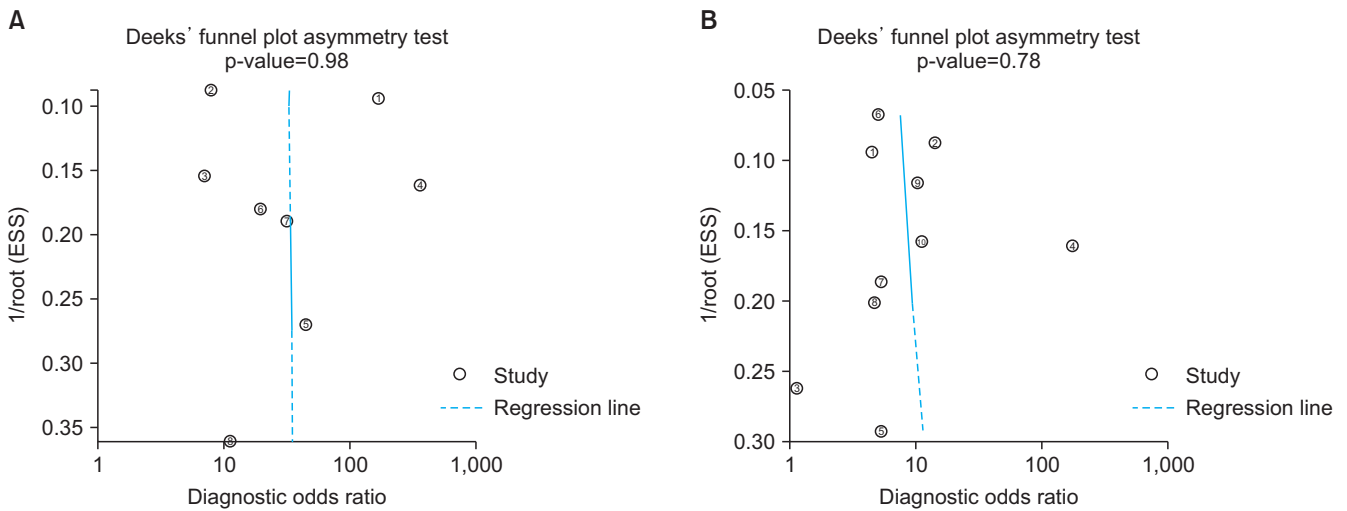 A
Deeks' funnel plot asymmetry test
p-value=0.98
1/root (ESS)
0.10
0.15
0.20
0.25
0.30
0.35
2
1
3
4
6
7
5
8
Study
Regression line
1 10 100 1,000
Diagnostic odds ratio
B
Deeks' funnel plot asymmetry test
p-value=0.78
1/root (ESS)
0.05
0.10
0.15
0.20
0.25
0.30
6
2
1
9
10
4
7
8
3
5
Study
Regression line
1 10 100 1,000
Diagnostic odds ratio